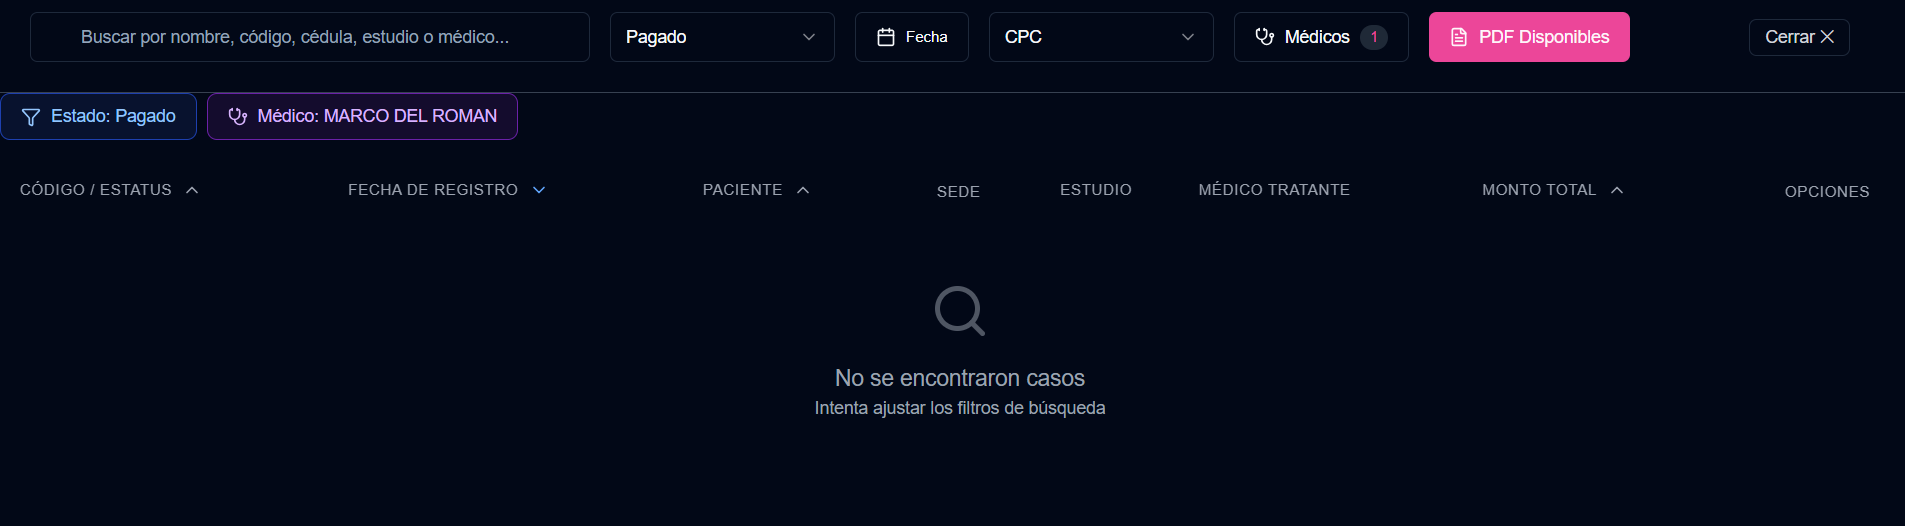 Buscar por nombre, código, cédula, estudio o médico...
Pagado
Fecha
CPC
Médicos 1
PDF Disponibles
Cerrar
Estado: Pagado
Médico: MARCO DEL ROMAN
CÓDIGO / ESTATUS
FECHA DE REGISTRO
PACIENTE
SEDE
ESTUDIO
MÉDICO TRATANTE
MONTO TOTAL
OPCIONES
No se encontraron casos
Intenta ajustar los filtros de búsqueda